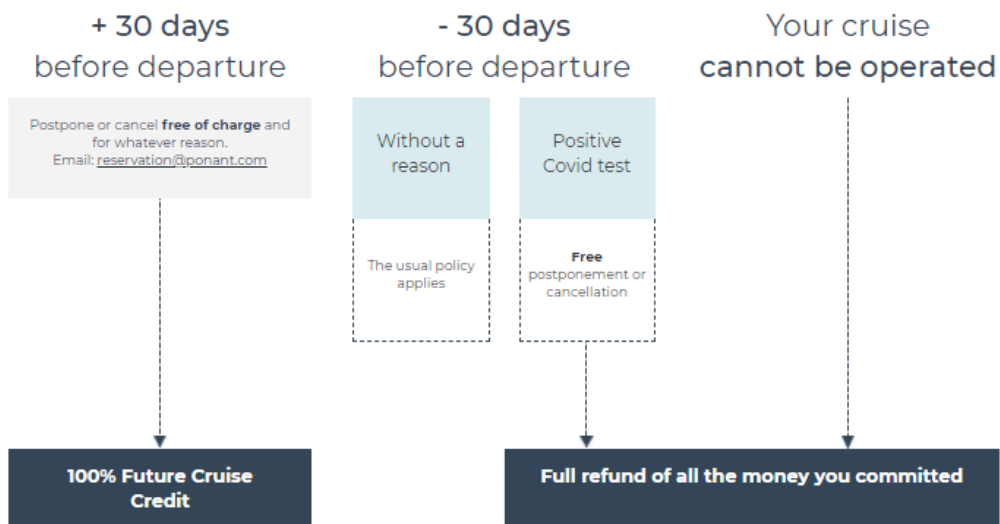 + 30 days
before departure
Postpone or cancel free of charge and
for whatever reason.
Email: reservation@ponant.com
100% Future Cruise
Credit
- 30 days
before departure
Without a
reason
The usual policy
applies
Positive
Covid test
Free
postponement or
cancellation
Your cruise
cannot be operated
Full refund of all the money you committed